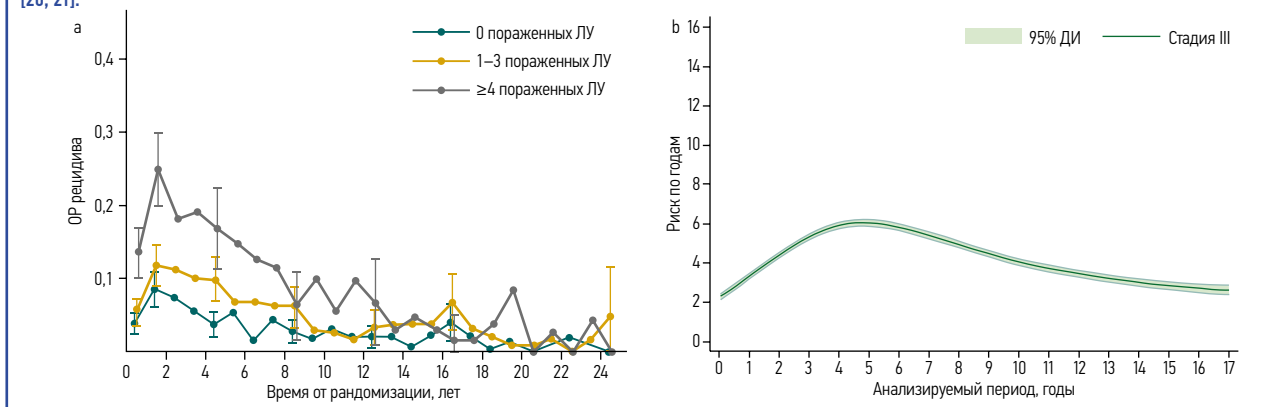 [20, 21].
a
0 пораженных ЛУ
1–3 пораженных ЛУ
≥4 пораженных ЛУ
ОР рецидива
0,4
0,3
0,2
0,1
0 2 4 6 8 10 12 14 16 18 20 22 24
Время от рандомизации, лет
b
95% ДИ
Стадия III
Риск по годам
16
14
12
10
8
6
4
2
0
0 1 2 3 4 5 6 7 8 9 10 11 12 13 14 15 16 17
Анализируемый период, годы